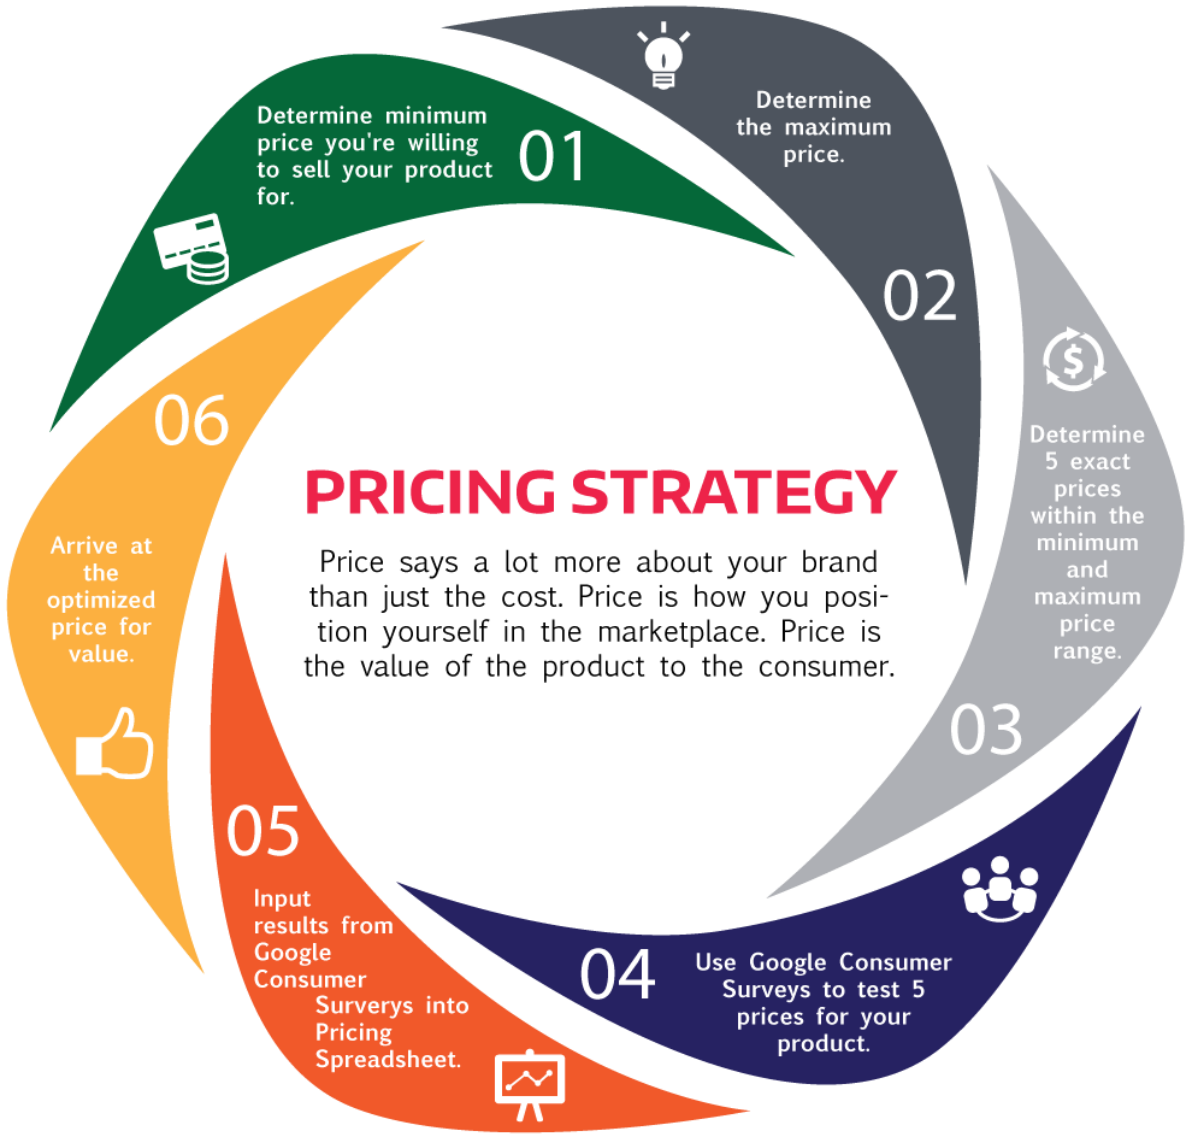 Determine minimum
price you're willing
to sell your product
for.
01
Determine
the maximum
price.
02
Determine
5 exact
prices
within the
minimum
and
maximum
price
range.
03
Use Google Consumer
Surveys to test 5
prices for your
product.
04
Input
results from
Google
Consumer
Surverys into
Pricing
Spreadsheet.
05
Arrive at
the
optimized
price for
value.
06
PRICING STRATEGY
Price says a lot more about your brand
than just the cost. Price is how you posi-
tion yourself in the marketplace. Price is
the value of the product to the consumer.
$